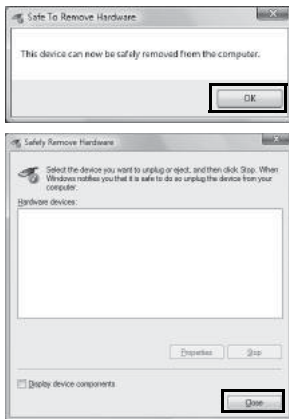 Safe To Remove Hardware
This device can now be safely removed from the computer.
OK
Safely Remove Hardware
Select the device you want to unplug or eject, and then click Stop. When
Windows notifies you that it is safe to do so unplug the device from your
computer.
Hardware devices:
Properties
Stop
Display device components
Close